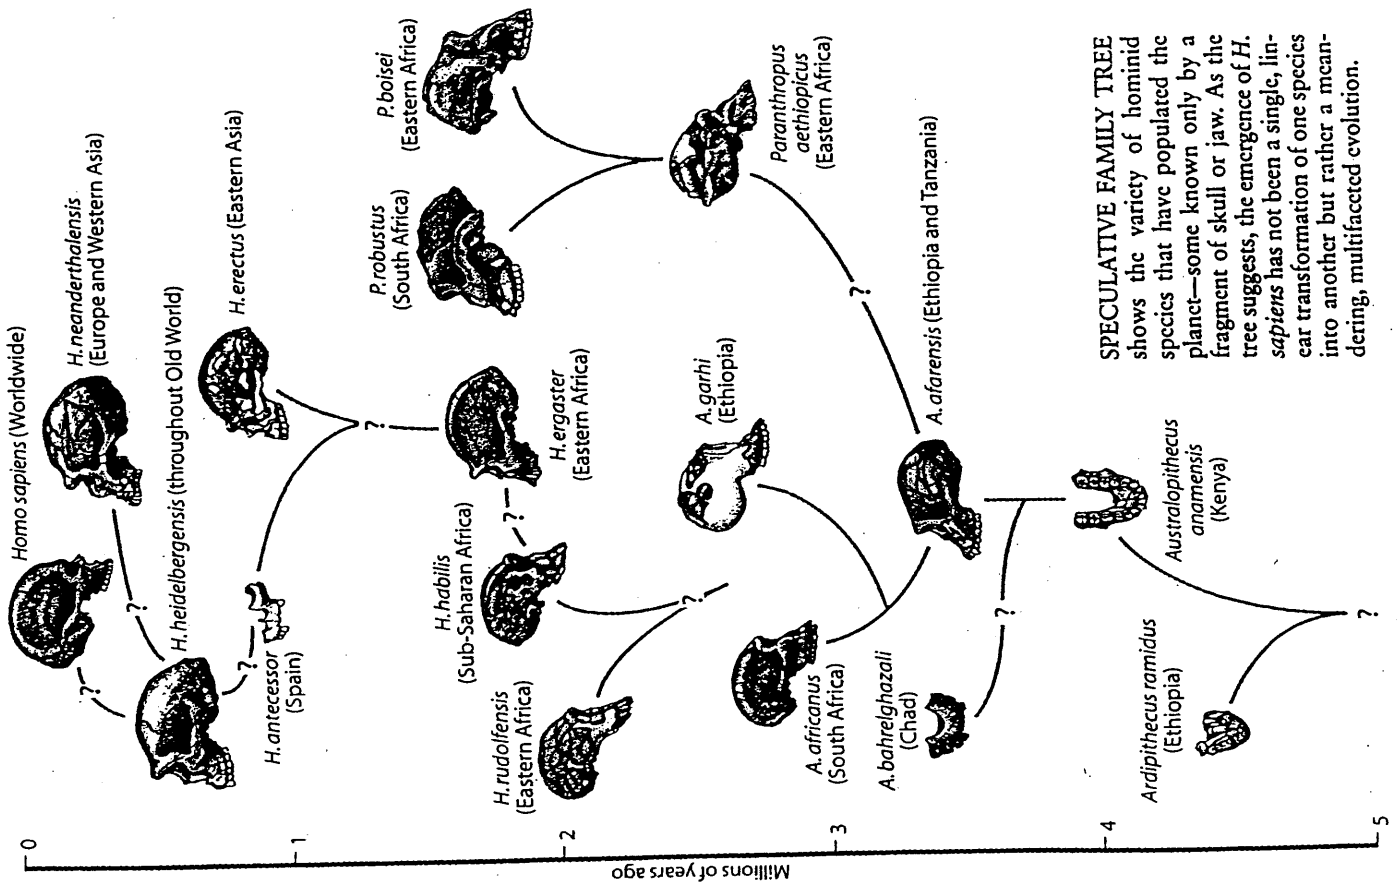 Homo sapiens (Worldwide)
H. neanderthalensis
(Europe and Western Asia)
H. heidelbergensis (throughout Old World)
H. erectus (Eastern Asia)
H. antecessor
(Spain)
P. robustus
(South Africa)
P. boisei
(Eastern Africa)
H. habilis
(Sub-Saharan Africa)
H. ergaster
(Eastern Africa)
H. rudolfensis
(Eastern Africa)
A. garhi
(Ethiopia)
Paranthropus
aethiopicus
(Eastern Africa)
A. africanus
(South Africa)
A. bahrelghazali
(Chad)
A. afarensis (Ethiopia and Tanzania)
Ardipithecus ramidus
(Ethiopia)
Australopithecus
anamensis
(Kenya)
?
?
?
?
?
?
?
?
?
0
1
2
3
4
5
Millions of years ago
SPECULATIVE FAMILY TREE
shows the variety of hominid
species that have populated the
planet—some known only by a
fragment of skull or jaw. As the
tree suggests, the emergence of H.
sapiens has not been a single, lin-
ear transformation of one species
into another but rather a mean-
dering, multifaceted evolution.